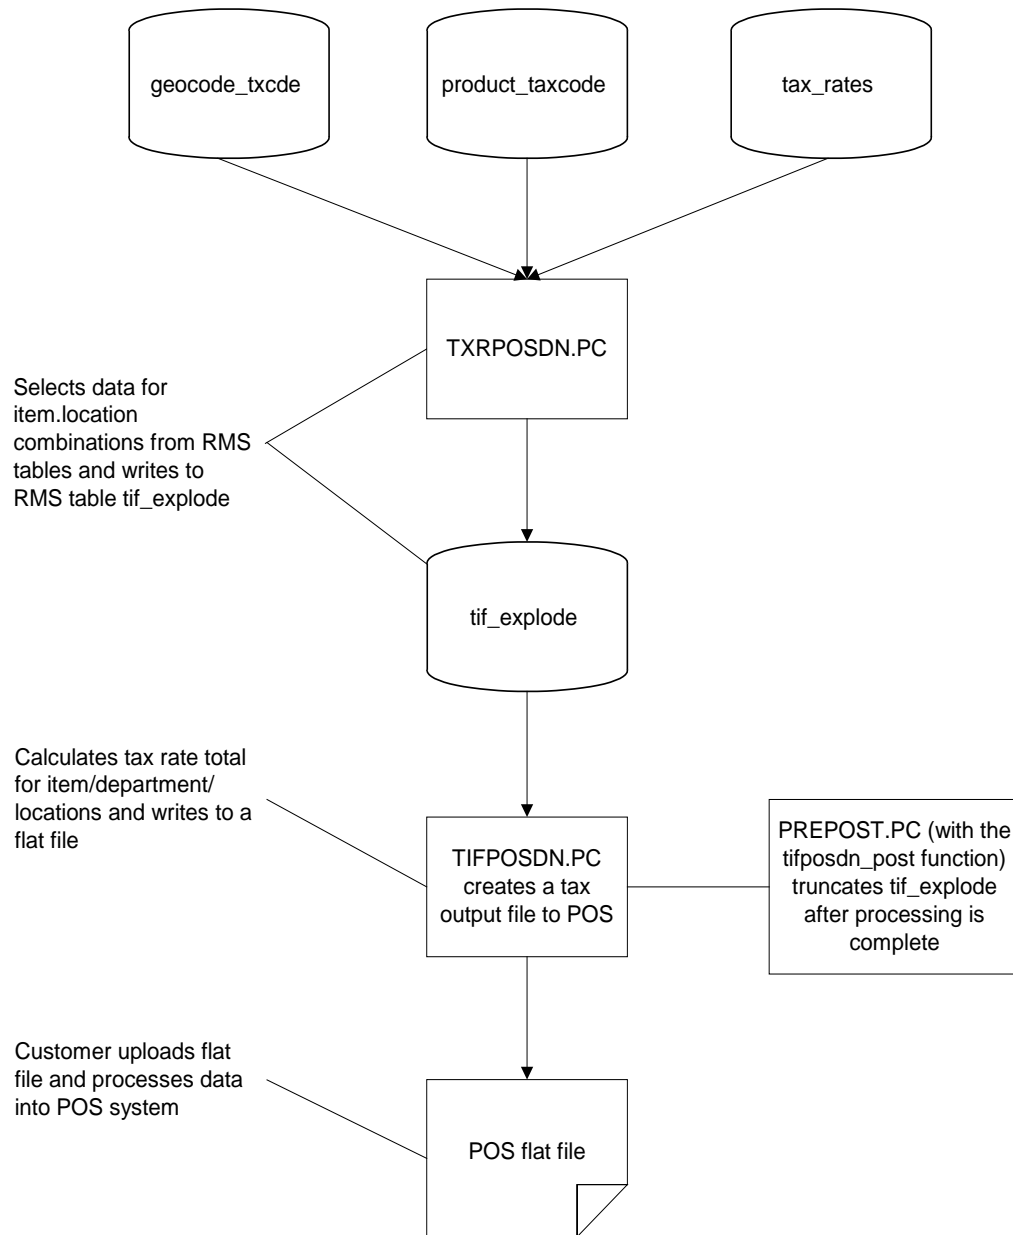 geocode_txcde
product_taxcode
tax_rates
TXRPOSDN.PC
Selects data for
item.location
combinations from RMS
tables and writes to
RMS table tif_explode
tif_explode
Calculates tax rate total
for item/department/
locations and writes to a
flat file
TIFPOSDN.PC
creates a tax
output file to POS
PREPOST.PC (with the
tifposdn_post function)
truncates tif_explode
after processing is
complete
Customer uploads flat
file and processes data
into POS system
POS flat file